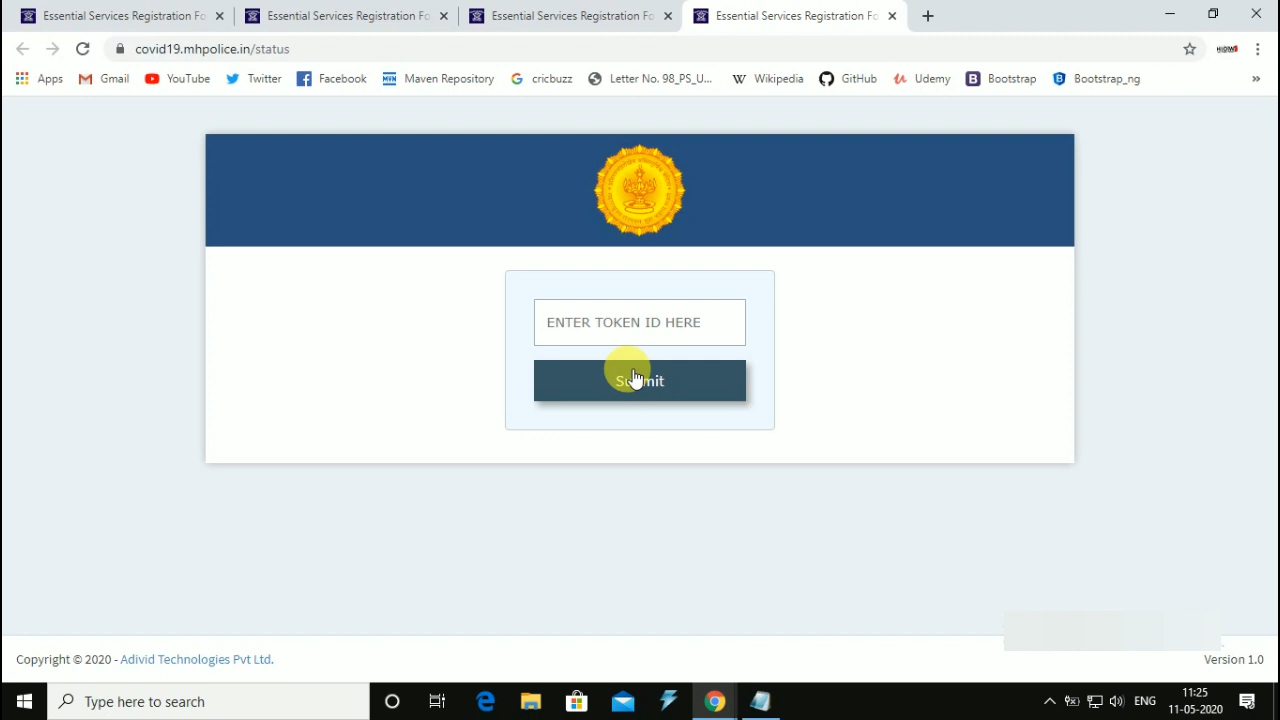 Essential Services Registration Fo
Essential Services Registration Fo
Essential Services Registration Fo
Essential Services Registration Fo
covid19.mhpolice.in/status
Apps Gmail YouTube Twitter Facebook Maven Repository cricbuzz Letter No. 98_PS_U... Wikipedia GitHub Udemy Bootstrap Bootstrap_ng »
ENTER TOKEN ID HERE
Submit
Copyright © 2020 - Adivid Technologies Pvt Ltd.
Version 1.0
Type here to search
ENG
11:25
11-05-2020